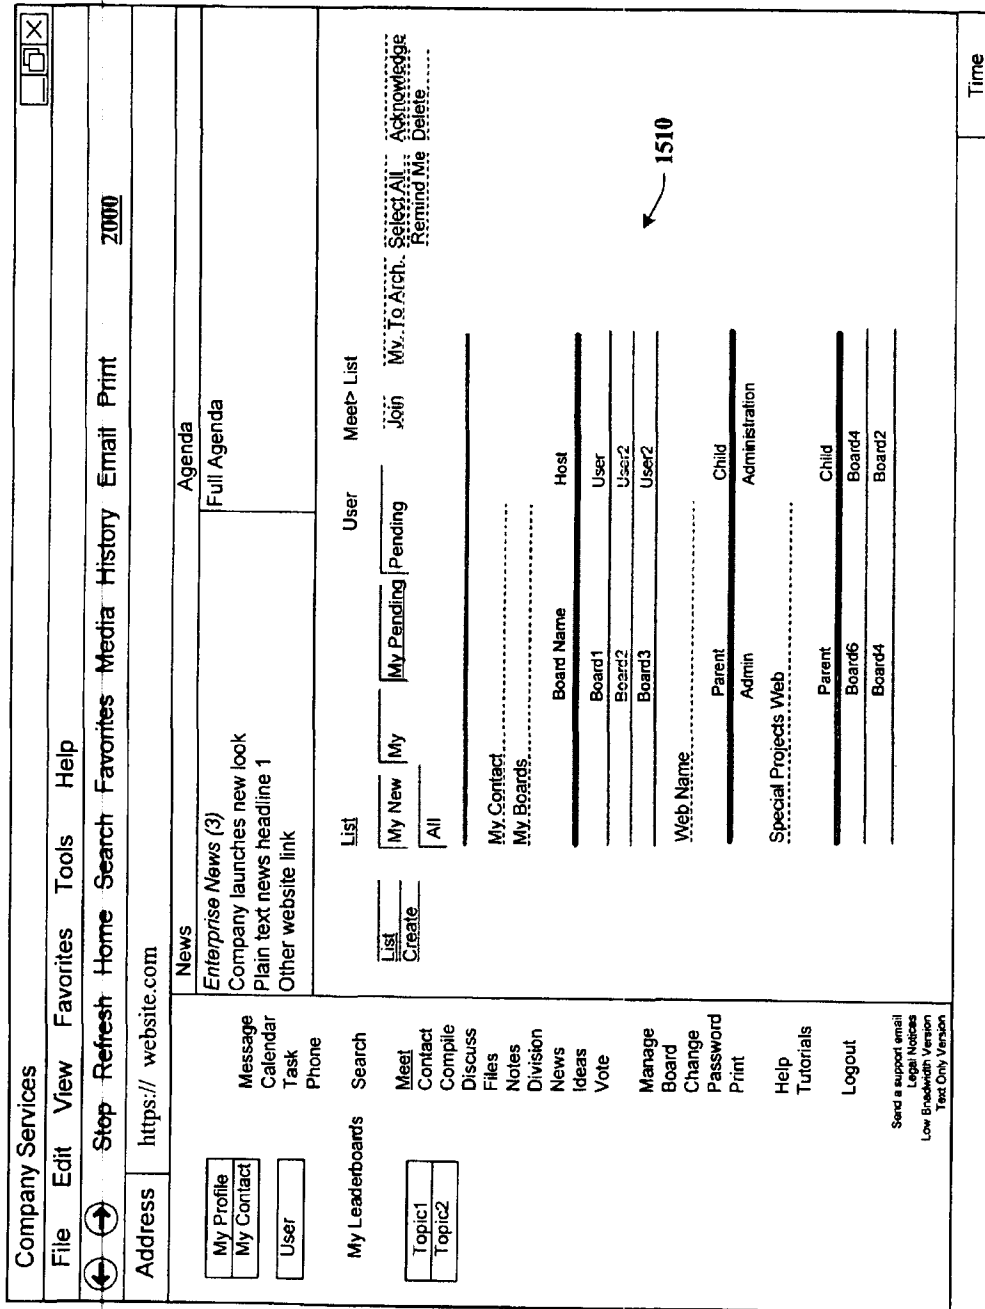 Company Services
File Edit View Favorites Tools Help
Stop Refresh Home Search Favorites Media History Email Print 2000
Address https:// website.com
News Agenda
Enterprise News (3) Full Agenda
Company launches new look
Plain text news headline 1
Other website link
My Profile
My Contact
User
My Leaderboards
Topic1
Topic2
Message
Calendar
Task
Phone
Search
Meet
Contact
Compile
Discuss
Files
Notes
Division
News
Ideas
Vote
Manage
Board
Change
Password
Print
Help
Tutorials
Logout
Send a support email
Legal Notices
Low Bnadwidth Version
Text Only Version
List User Meet> List
List
Create
My New My My Pending Pending Join My To Arch. Select All Acknowledge
All Remind Me Delete
My Contact
My Boards
Board Name Host
Board1 User
Board2 User2
Board3 User2
1510
Web Name
Parent Child
Admin Administration
Special Projects Web
Parent Child
Board6 Board4
Board4 Board2
Time